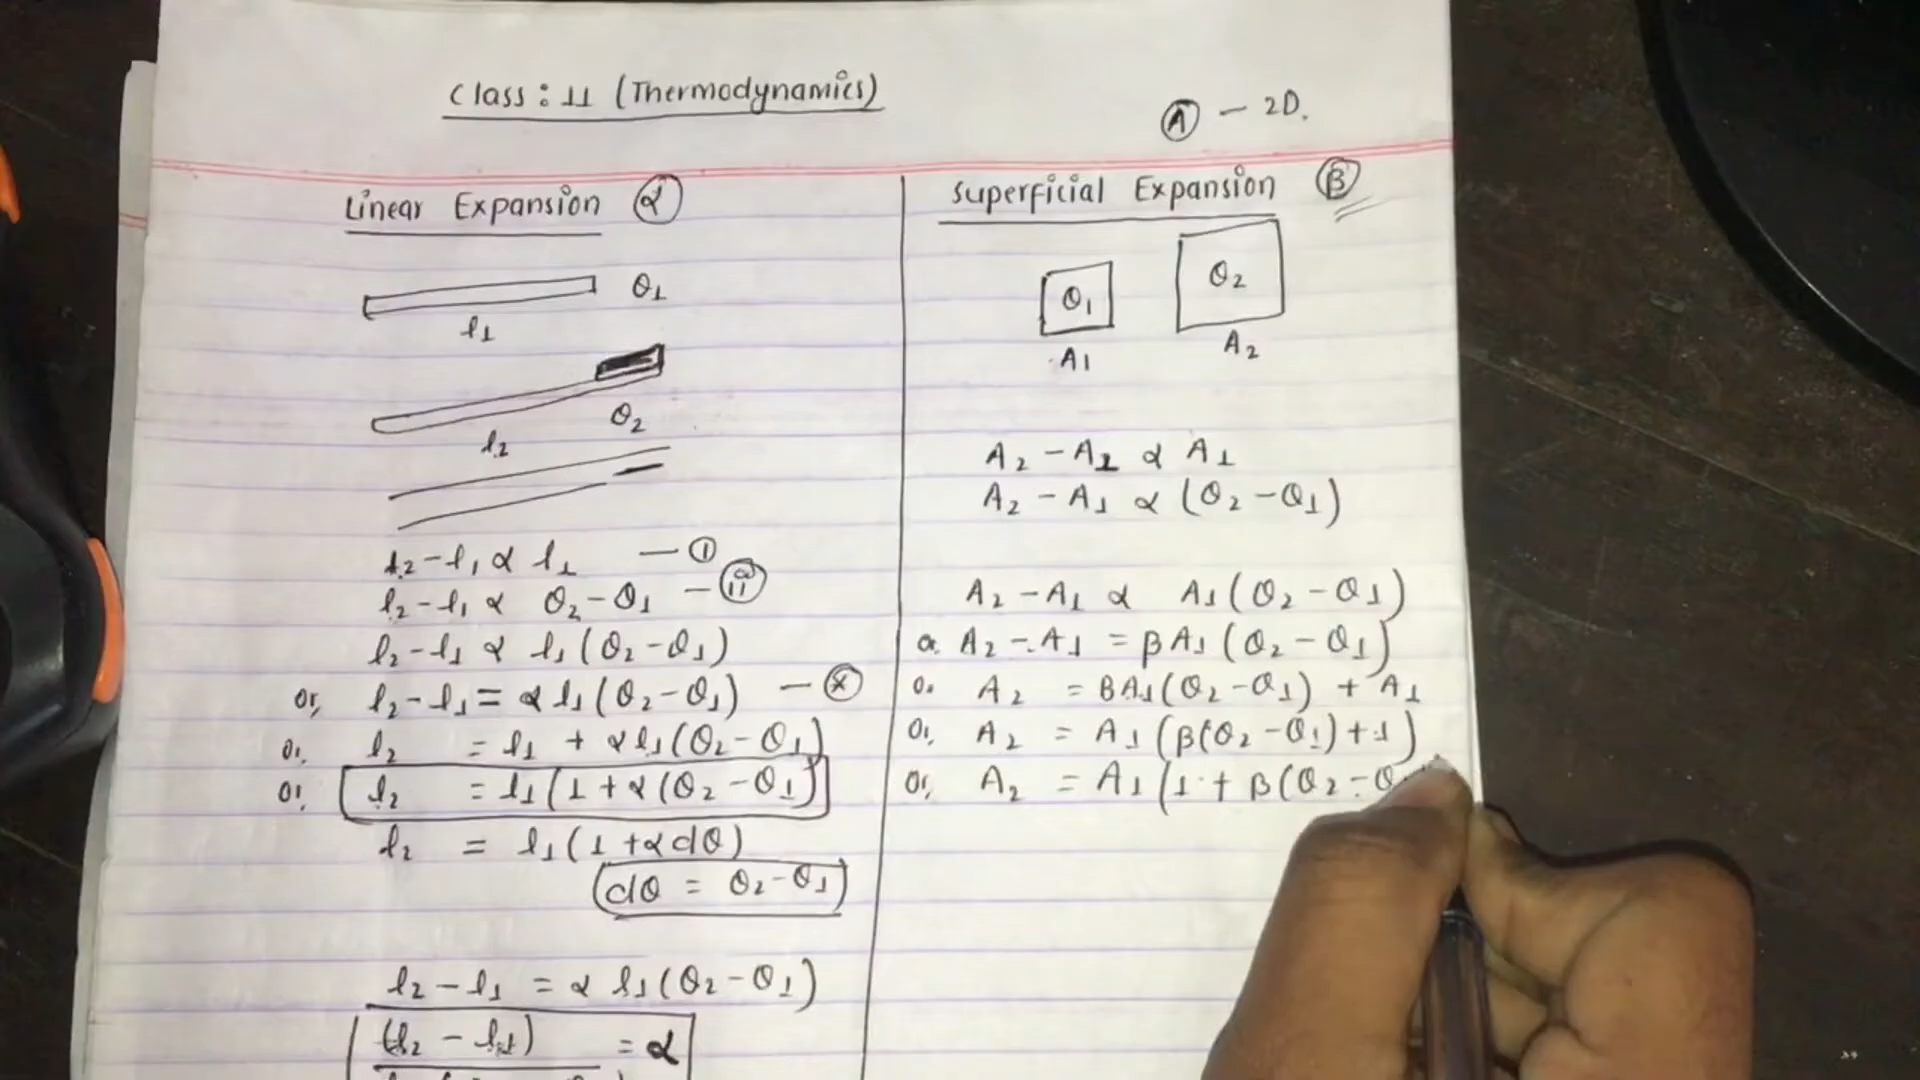 Class: 11 (Thermodynamics)
A - 2D.
Linear Expansion α
θ1
l1
θ2
l2
l2 - l1 α l1 - (i)
l2 - l1 α θ2 - θ1 - (ii)
l2 - l1 α l1 (θ2 - θ1)
or, l2 - l1 = α l1 (θ2 - θ1) - (*)
or, l2 = l1 + α l1 (θ2 - θ1)
or, l2 = l1 (1 + α (θ2 - θ1)
l2 = l1 (1 + α dθ)
(dθ = θ2 - θ1)
l2 - l1 = α l1 (θ2 - θ1)
(l2 - l1) = α
Superficial Expansion β
θ1 θ2
A1 A2
A2 - A1 α A1
A2 - A1 α (θ2 - θ1)
A2 - A1 α A1 (θ2 - θ1)
or A2 - A1 = β A1 (θ2 - θ1)
or A2 = β A1 (θ2 - θ1) + A1
or, A2 = A1 (β (θ2 - θ1) + 1)
or, A2 = A1 (1 + β (θ2 - θ